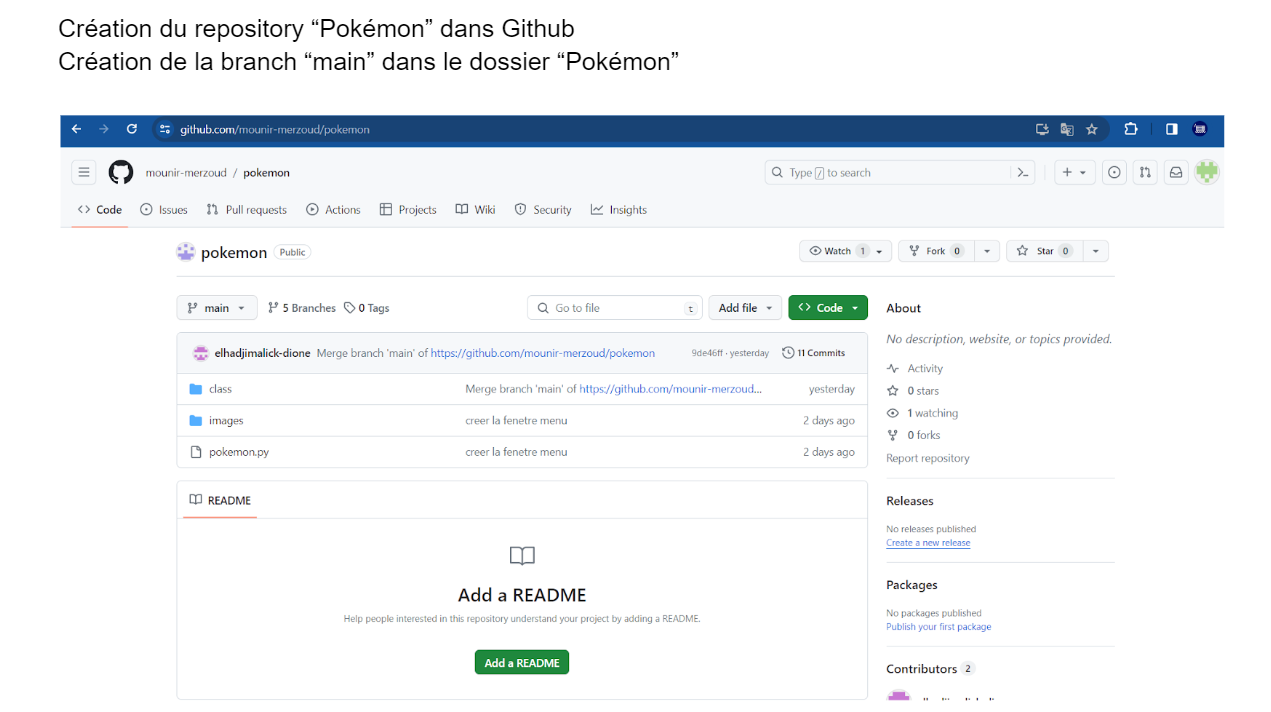 Création du repository “Pokémon” dans Github
Création de la branch “main” dans le dossier “Pokémon”
github.com/mounir-merzoud/pokemon
mounir-merzoud / pokemon
Type / to search
Code Issues Pull requests Actions Projects Wiki Security Insights
pokemon Public
Watch 1 Fork 0 Star 0
main 5 Branches 0 Tags Go to file t Add file Code
About
No description, website, or topics provided.
elhadjimalick-dione Merge branch 'main' of https://github.com/mounir-merzoud/pokemon 9de46ff · yesterday 11 Commits
class Merge branch 'main' of https://github.com/mounir-merzoud... yesterday
images creer la fenetre menu 2 days ago
pokemon.py creer la fenetre menu 2 days ago
Activity
0 stars
1 watching
0 forks
Report repository
README
Add a README
Help people interested in this repository understand your project by adding a README.
Add a README
Releases
No releases published
Create a new release
Packages
No packages published
Publish your first package
Contributors 2